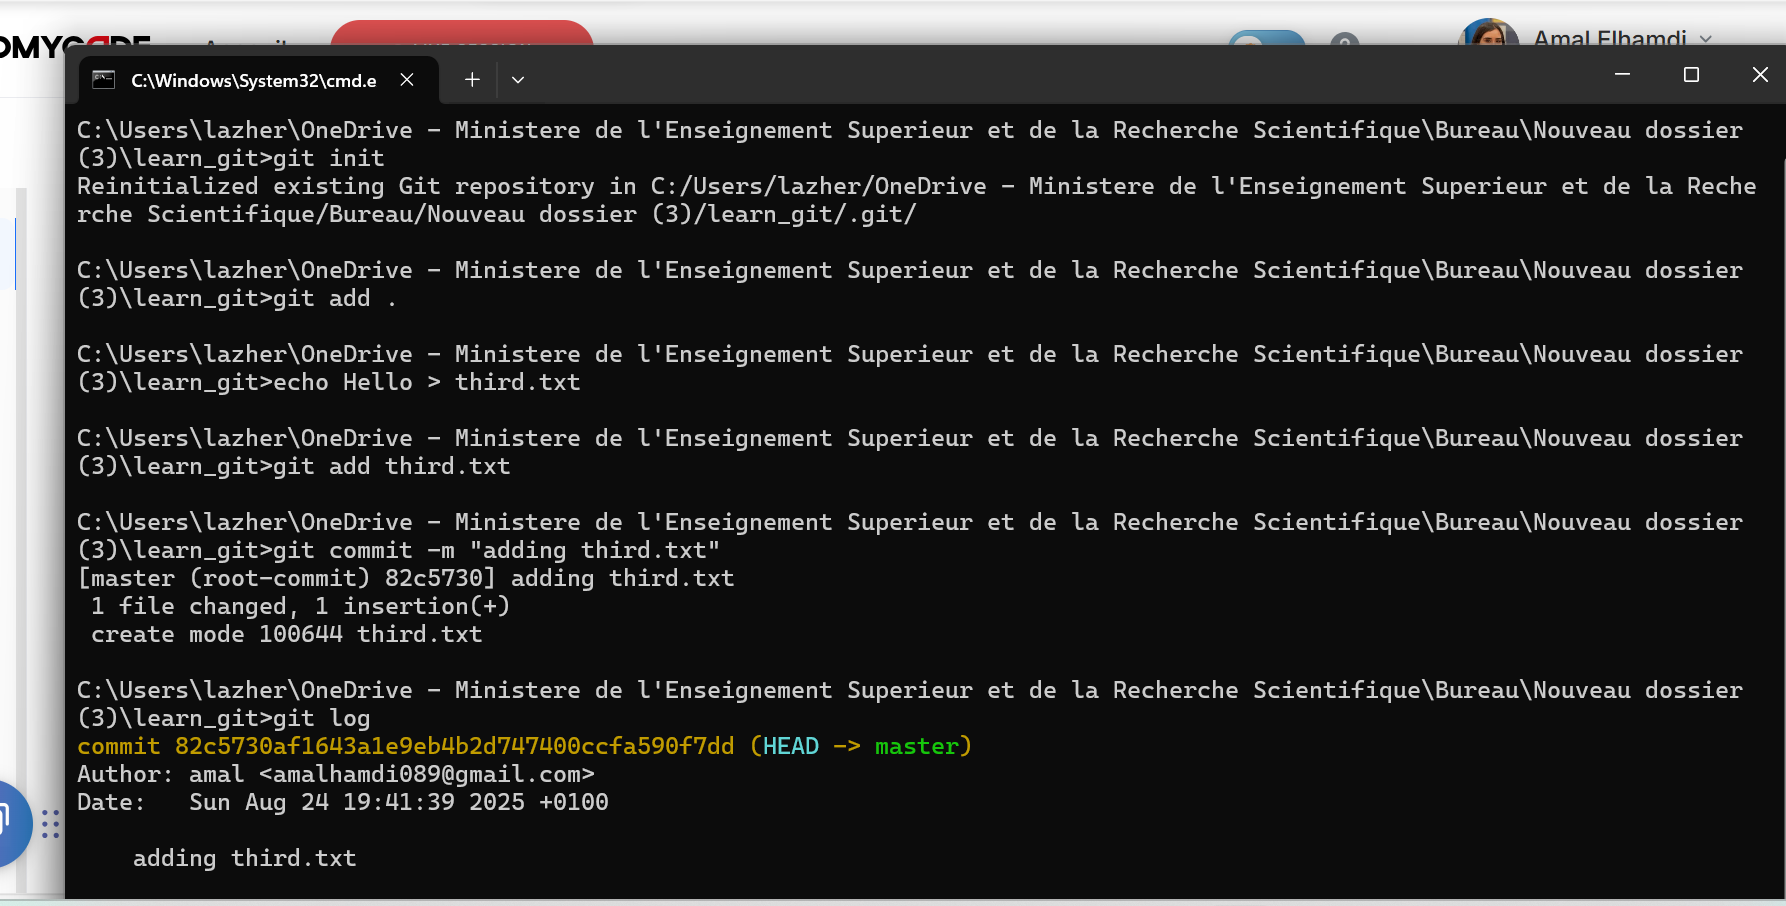 Amal Elhamdi
C:\Windows\System32\cmd.e
C:\Users\lazher\OneDrive - Ministere de l'Enseignement Superieur et de la Recherche Scientifique\Bureau\Nouveau dossier
(3)\learn_git>git init
Reinitialized existing Git repository in C:/Users/lazher/OneDrive - Ministere de l'Enseignement Superieur et de la Reche
rche Scientifique/Bureau/Nouveau dossier (3)/learn_git/.git/
C:\Users\lazher\OneDrive - Ministere de l'Enseignement Superieur et de la Recherche Scientifique\Bureau\Nouveau dossier
(3)\learn_git>git add .
C:\Users\lazher\OneDrive - Ministere de l'Enseignement Superieur et de la Recherche Scientifique\Bureau\Nouveau dossier
(3)\learn_git>echo Hello > third.txt
C:\Users\lazher\OneDrive - Ministere de l'Enseignement Superieur et de la Recherche Scientifique\Bureau\Nouveau dossier
(3)\learn_git>git add third.txt
C:\Users\lazher\OneDrive - Ministere de l'Enseignement Superieur et de la Recherche Scientifique\Bureau\Nouveau dossier
(3)\learn_git>git commit -m "adding third.txt"
[master (root-commit) 82c5730] adding third.txt
1 file changed, 1 insertion(+)
create mode 100644 third.txt
C:\Users\lazher\OneDrive - Ministere de l'Enseignement Superieur et de la Recherche Scientifique\Bureau\Nouveau dossier
(3)\learn_git>git log
commit 82c5730af1643a1e9eb4b2d747400ccfa590f7dd (HEAD -> master)
Author: amal <amalhamdi089@gmail.com>
Date:   Sun Aug 24 19:41:39 2025 +0100
adding third.txt